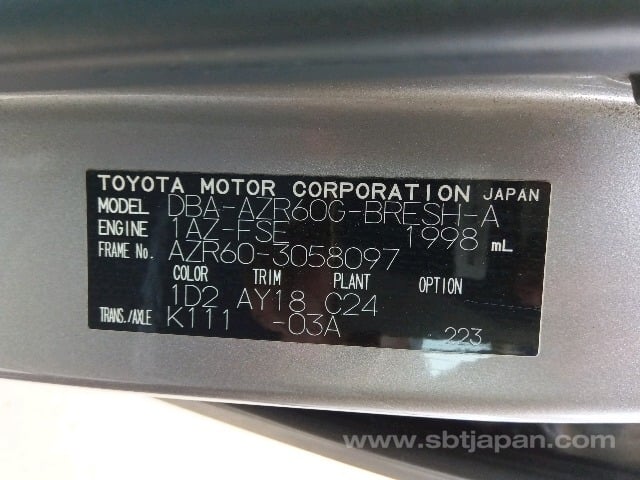 TOYOTA MOTOR CORPORATION JAPAN
MODEL DBA-AZR60G-BRESH-A
ENGINE 1AZ-FSE 1998 mL
FRAME No. AZR60-3058097
COLOR TRIM PLANT OPTION
1D2 AY18 C24
TRANS./AXLE K111 -03A
223
www.sbtjapan.com